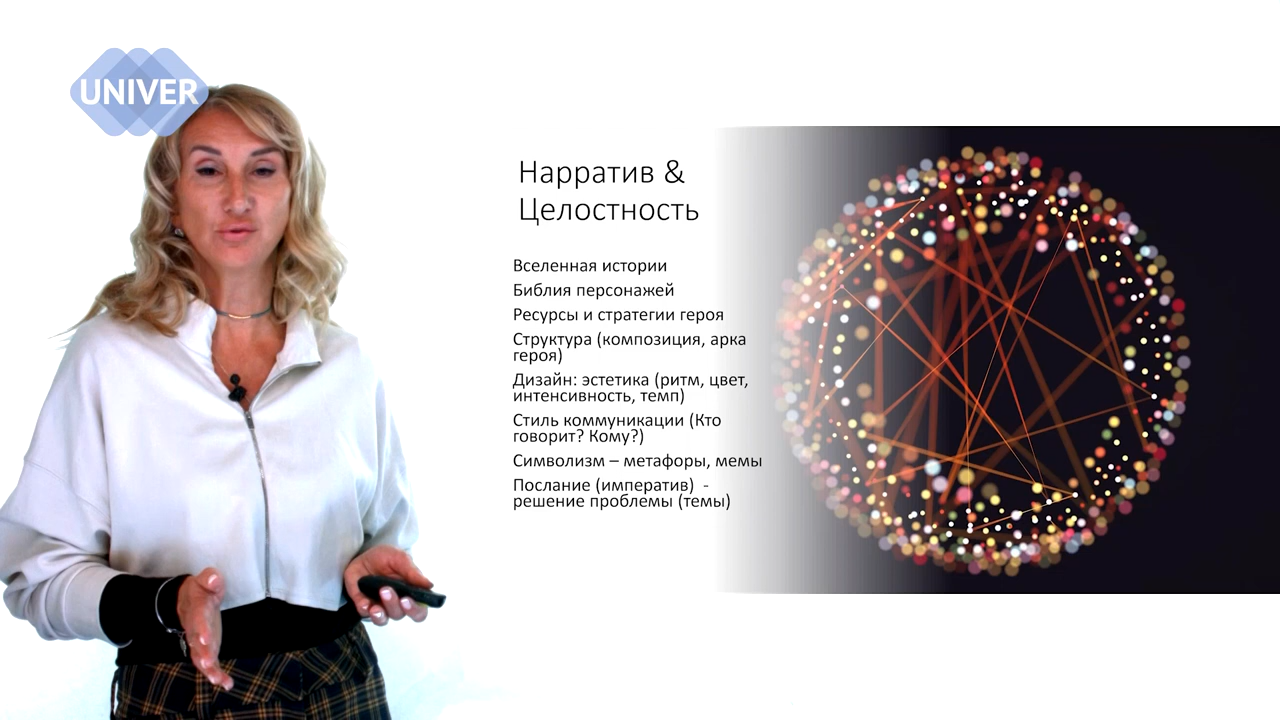 UNIVER
Нарратив &
Целостность
Вселенная истории
Библия персонажей
Ресурсы и стратегии героя
Структура (композиция, арка
героя)
Дизайн: эстетика (ритм, цвет,
интенсивность, темп)
Стиль коммуникации (Кто
говорит? Кому?)
Символизм – метафоры, мемы
Послание (императив) -
решение проблемы (темы)